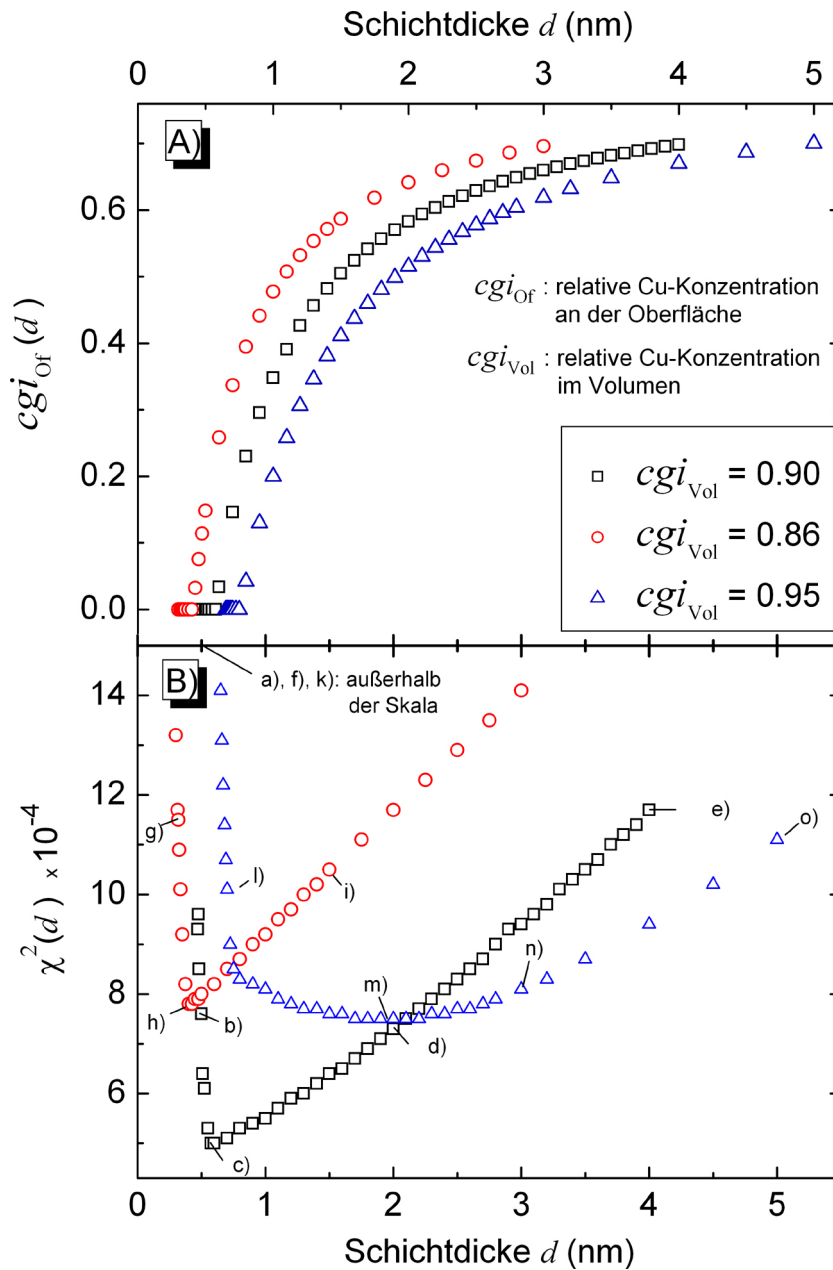 Schichtdicke d (nm)
0 1 2 3 4 5
A)
0.6
0.4
0.2
0.0
cgi_Of (d)
cgi_Of : relative Cu-Konzentration
an der Oberfläche
cgi_Vol : relative Cu-Konzentration
im Volumen
cgi_Vol = 0.90
cgi_Vol = 0.86
cgi_Vol = 0.95
B)
a), f), k): außerhalb
der Skala
14
12
10
8
6
χ²(d) x 10⁻⁴
g)
l)
i)
e)
o)
h)
b)
m)
n)
d)
c)
0 1 2 3 4 5
Schichtdicke d (nm)